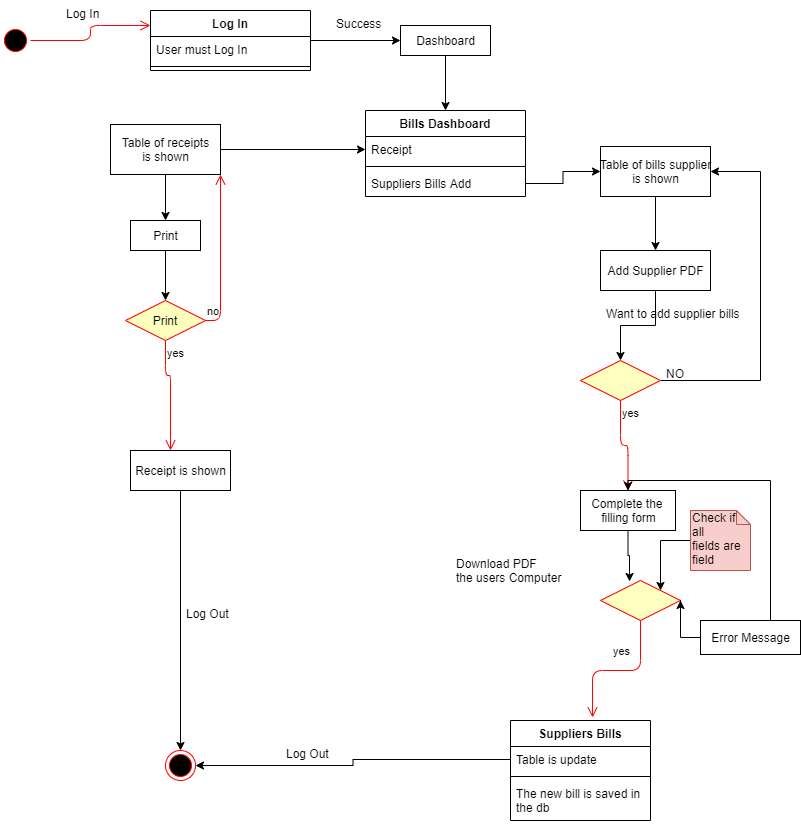 Log In
Log In
User must Log In
Success
Dashboard
Bills Dashboard
Receipt
Suppliers Bills Add
Table of receipts
is shown
Print
Print
no
yes
Receipt is shown
Log Out
Table of bills supplier
is shown
Add Supplier PDF
Want to add supplier bills
NO
yes
Complete the
filling form
Check if
all
fields are
field
Download PDF
the users Computer
Error Message
yes
Suppliers Bills
Table is update
The new bill is saved in
the db
Log Out